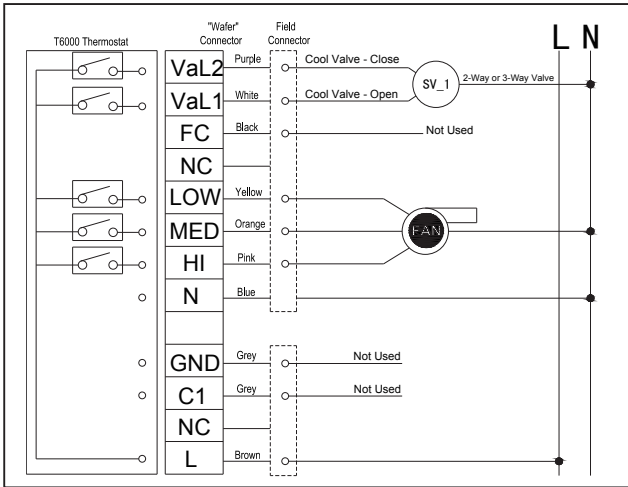 "Wafer" Connector
Field Connector
L N
T6000 Thermostat
VaL2 Purple Cool Valve - Close
SV_1 2-Way or 3-Way Valve
VaL1 White Cool Valve - Open
FC Black Not Used
NC
LOW Yellow
MED Orange FAN
HI Pink
N Blue
GND Grey Not Used
C1 Grey Not Used
NC
L Brown